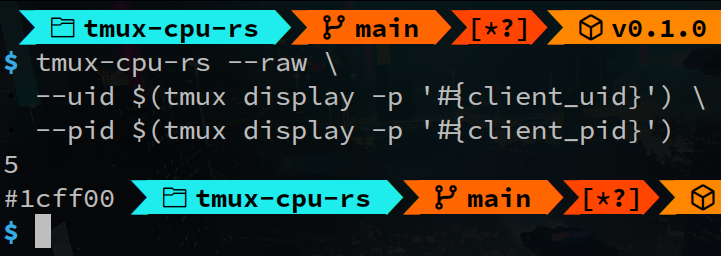 tmux-cpu-rs main [*?] v0.1.0
$ tmux-cpu-rs --raw \
--uid $(tmux display -p '#{client_uid}') \
--pid $(tmux display -p '#{client_pid}')
5
#1cff00 tmux-cpu-rs main [*?]
$